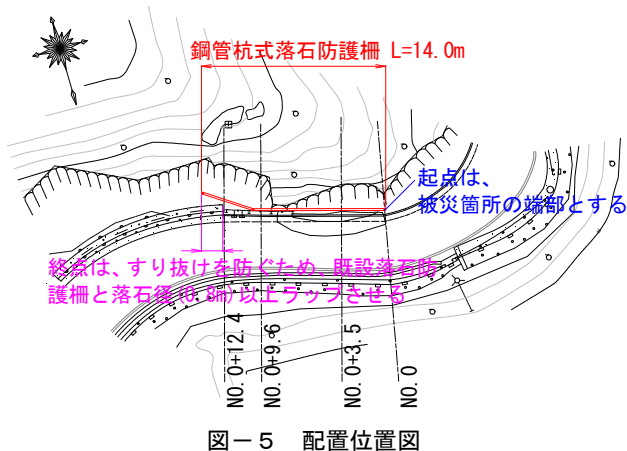 鋼管杭式落石防護柵 L=14.0m
起点は、
被災箇所の端部とする
終点は、すり抜けを防ぐため、既設落石防
護柵と落石径(0.8m)以上ラップさせる
NO.0+12.4
NO.0+9.6
NO.0+3.5
NO.0
図－５　配置位置図